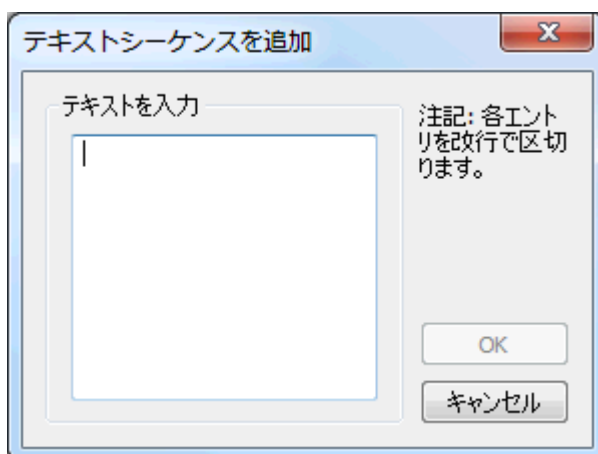 テキストシーケンスを追加
テキストを入力
注記: 各エント
リを改行で区切
ります。
OK
キャンセル